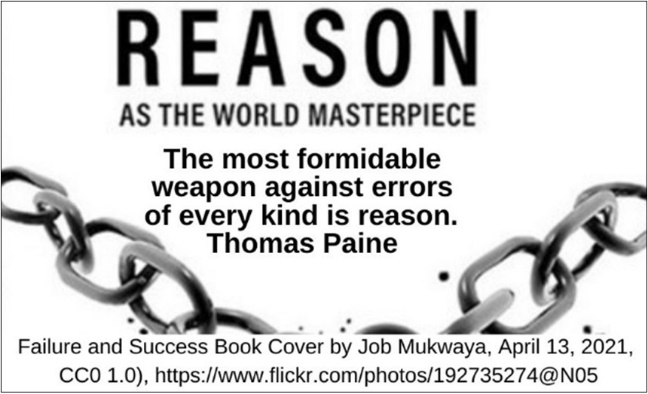 REASON
AS THE WORLD MASTERPIECE
The most formidable
weapon against errors
of every kind is reason.
Thomas Paine
Failure and Success Book Cover by Job Mukwaya, April 13, 2021,
CC0 1.0), https://www.flickr.com/photos/192735274@N05